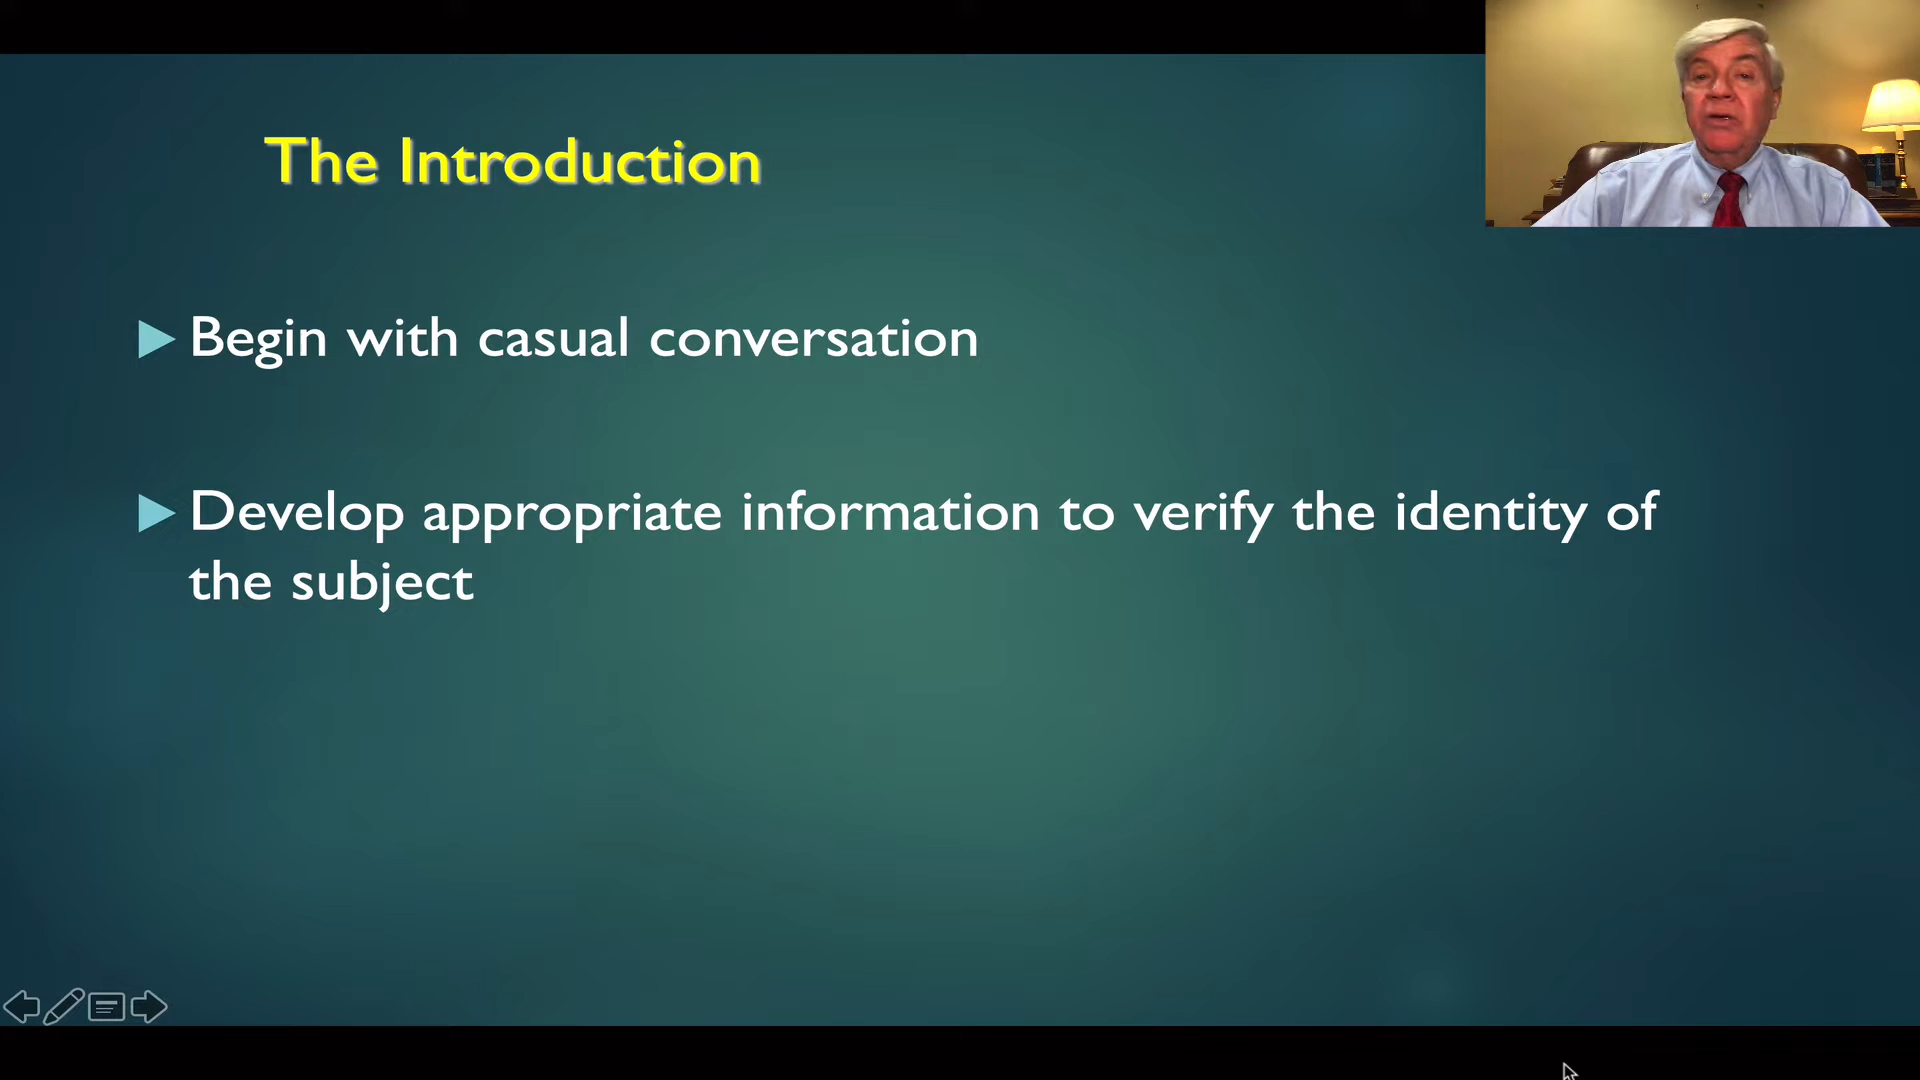 The Introduction
Begin with casual conversation
Develop appropriate information to verify the identity of
the subject